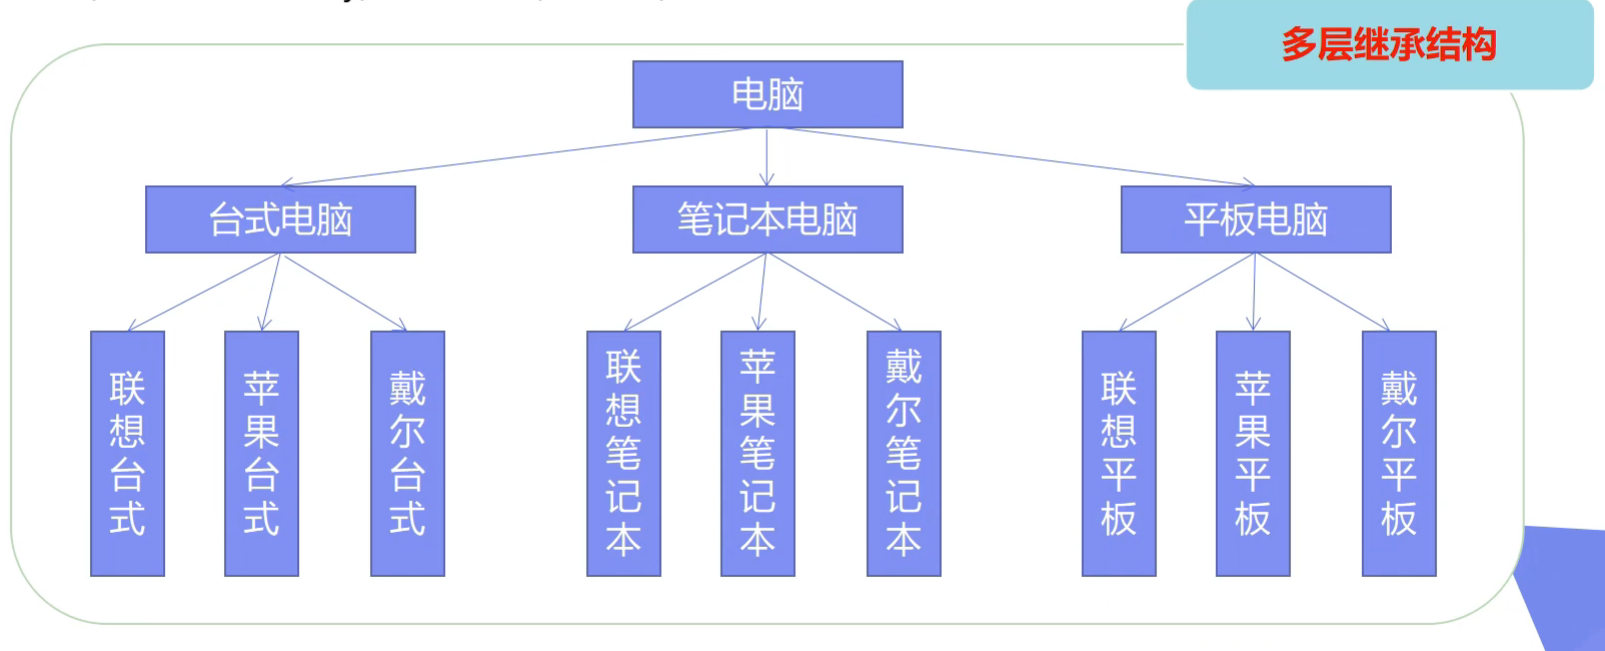 多层继承结构
电脑
台式电脑
笔记本电脑
平板电脑
联想台式
苹果台式
戴尔台式
联想笔记本
苹果笔记本
戴尔笔记本
联想平板
苹果平板
戴尔平板